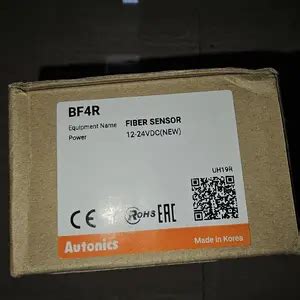 BF4R
Equipment Name FIBER SENSOR
Power 12-24VDC(NEW)
UH19R
CE RoHS EAC
Autonics Made in Korea